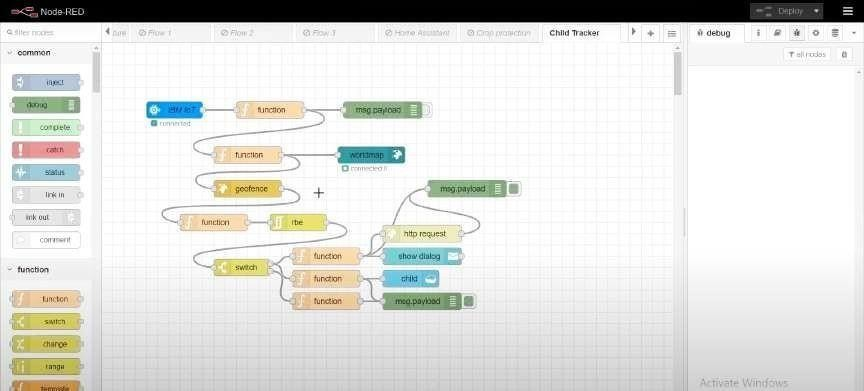 Node-RED
Deploy
filter nodes
ture
Flow 1
Flow 2
Flow 3
Home Assistant
Crop protection
Child Tracker
debug
all nodes
common
inject
debug
complete
catch
status
link in
link out
comment
function
function
switch
change
range
template
IBM IoT
connected
function
msg.payload
function
worldmap
geofence
msg.payload
function
rbe
http request
switch
function
show dialog
function
child
function
msg.payload
Activate Windows